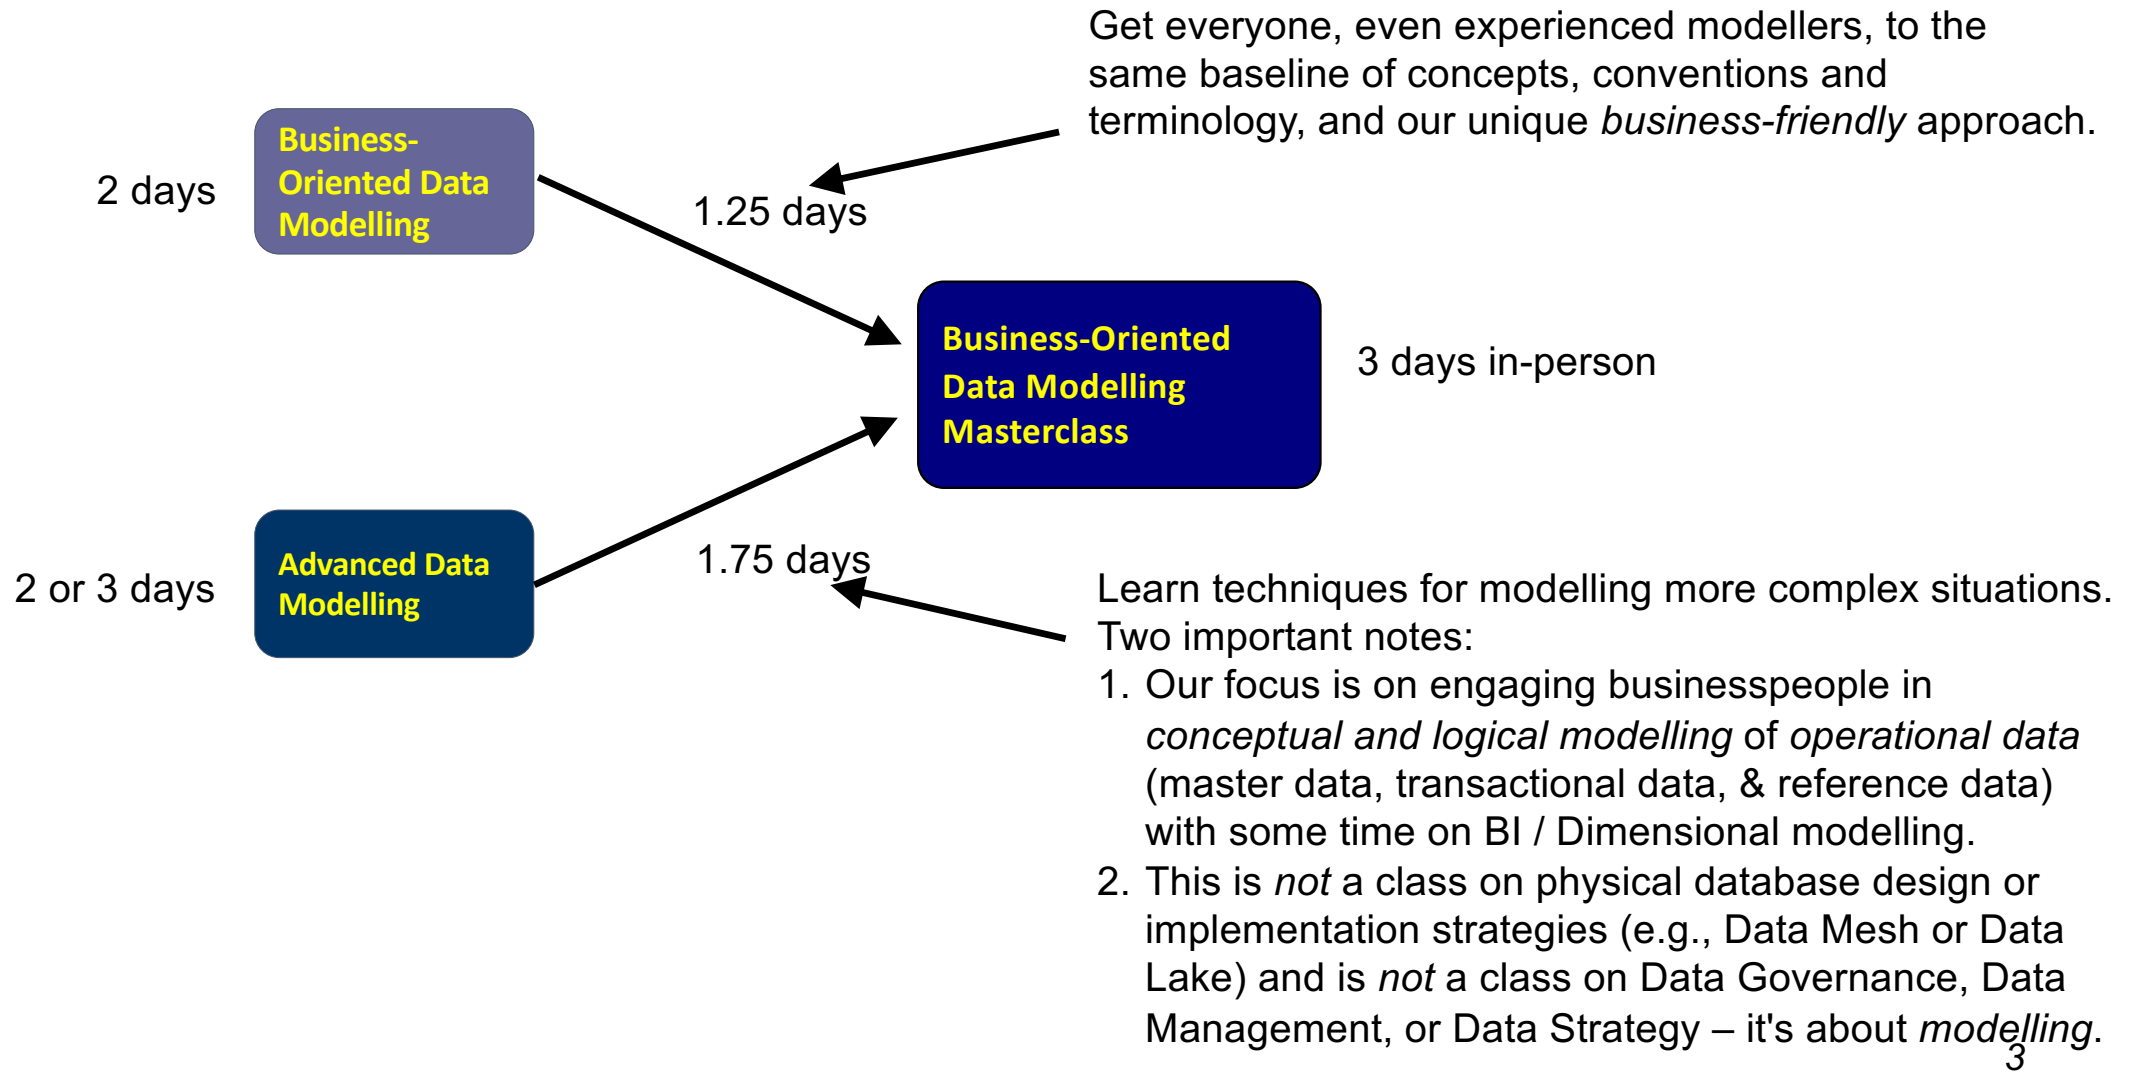 Get everyone, even experienced modellers, to the
same baseline of concepts, conventions and
terminology, and our unique business-friendly approach.
2 days
Business-
Oriented Data
Modelling
1.25 days
Business-Oriented
Data Modelling
Masterclass
3 days in-person
2 or 3 days
Advanced Data
Modelling
1.75 days
Learn techniques for modelling more complex situations.
Two important notes:
1. Our focus is on engaging businesspeople in
conceptual and logical modelling of operational data
(master data, transactional data, & reference data)
with some time on BI / Dimensional modelling.
2. This is not a class on physical database design or
implementation strategies (e.g., Data Mesh or Data
Lake) and is not a class on Data Governance, Data
Management, or Data Strategy – it's about modelling.
3